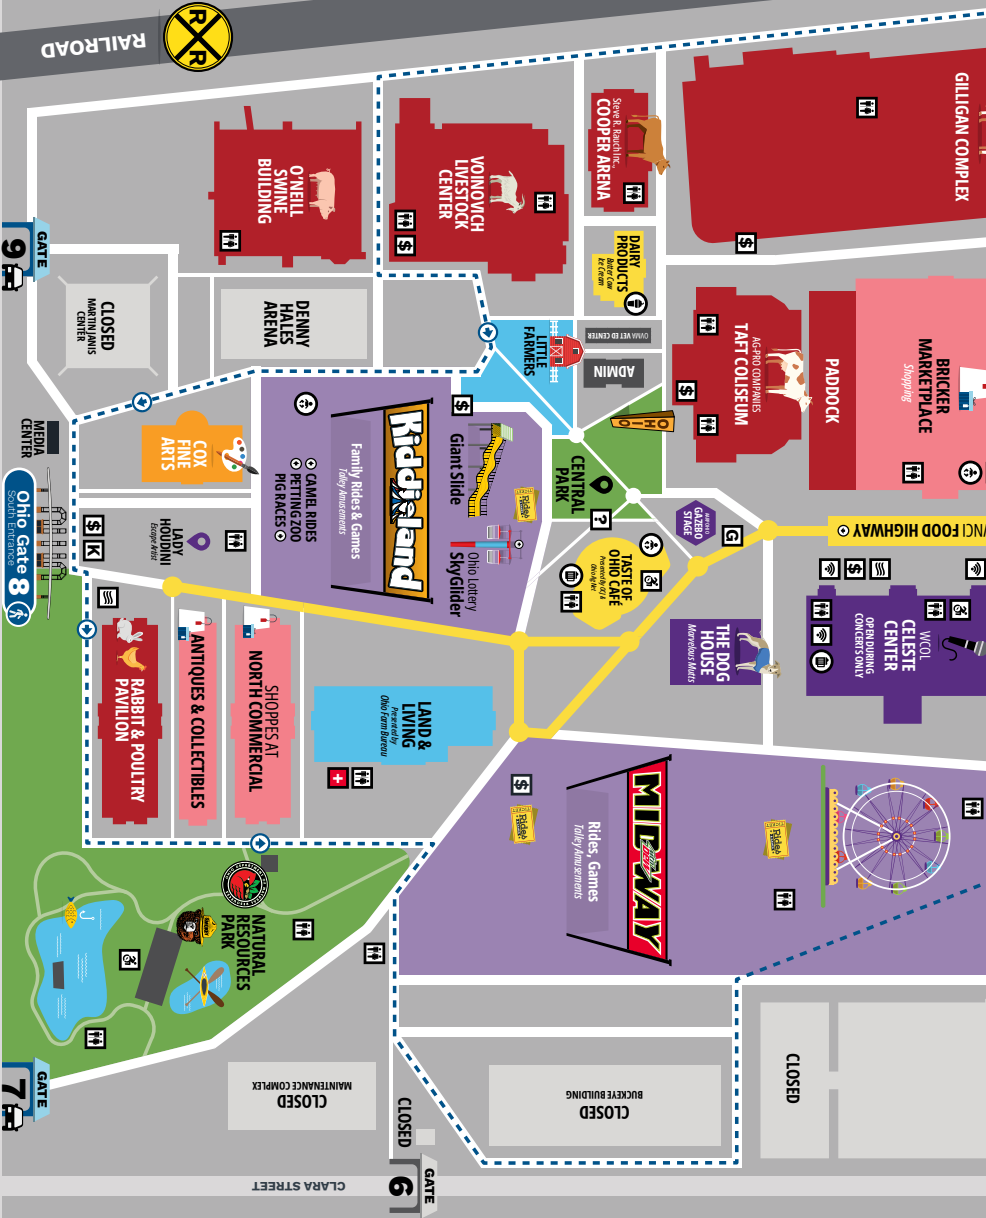 RAILROAD
R R
GILLIGAN COMPLEX
Steve R. Rauch Inc.
COOPER ARENA
VOINOVICH
LIVESTOCK
CENTER
$
$
O'NEILL
SWINE
BUILDING
GATE
9
CLOSED
MARTIN JANIS
CENTER
DENNY
HALES
ARENA
DAIRY
PRODUCTS
Butter Cow
Ice Cream
OVMA VET ED CENTER
ADMIN
LITTLE
FARMERS
$
AG-PRO COMPANIES
TAFT COLISEUM
$
PADDOCK
BRICKER
MARKETPLACE
Shopping
OHIO
CENTRAL
PARK
?
GAZEBO
STAGE
G
FOOD HIGHWAY
MEDIA
CENTER
COX
FINE
ARTS
Kiddieland
Family Rides & Games
Talley Amusements
Giant Slide
Ohio Lottery
SkyGlider
CAMEL RIDES
PETTING ZOO
PIG RACES
Ohio Gate 8
South Entrance
$
K
LADY
HOUDINI
Escape Artist
TASTE OF
OHIO CAFÉ
THE DOG
HOUSE
Marvelous Mutts
$
WCOL
CELESTE
CENTER
OPEN DURING
CONCERTS ONLY
RABBIT & POULTRY
PAVILION
ANTIQUES & COLLECTIBLES
SHOPPES AT
NORTH COMMERCIAL
LAND &
LIVING
Presented by
Ohio Farm Bureau
$
MIDWAY
Rides, Games
Talley Amusements
NATURAL
RESOURCES
PARK
GATE
7
CLOSED
MAINTENANCE COMPLEX
CLOSED
BUCKEYE BUILDING
CLOSED
CLOSED
GATE
6
CLARA STREET